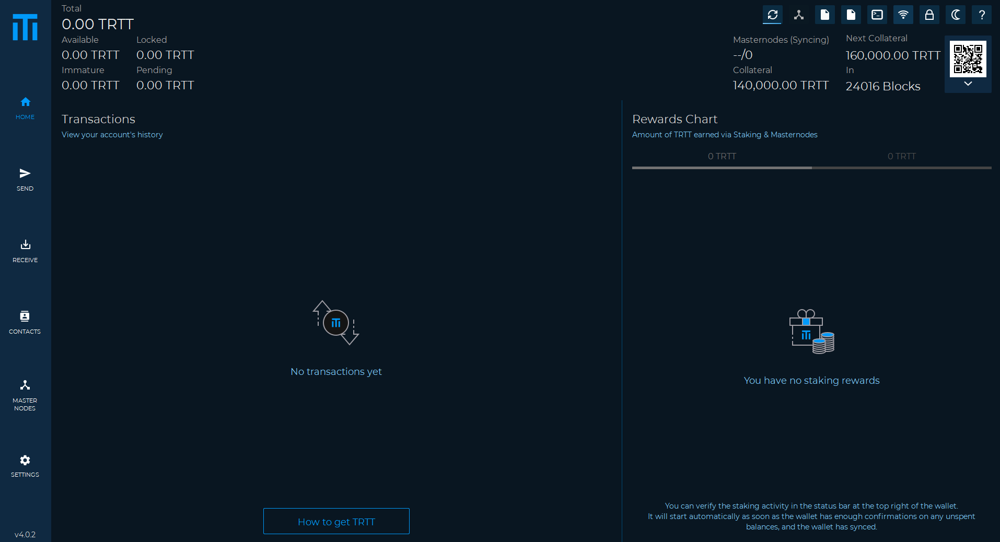 Total
0.00 TRTT
Available Locked
0.00 TRTT 0.00 TRTT
Immature Pending
0.00 TRTT 0.00 TRTT
Masternodes (Syncing) Next Collateral
--/0 160,000.00 TRTT
Collateral In
140,000.00 TRTT 24016 Blocks
HOME
SEND
RECEIVE
CONTACTS
MASTER
NODES
SETTINGS
v4.0.2
Transactions
View your account's history
No transactions yet
How to get TRTT
Rewards Chart
Amount of TRTT earned via Staking & Masternodes
0 TRTT 0 TRTT
You have no staking rewards
You can verify the staking activity in the status bar at the top right of the wallet.
It will start automatically as soon as the wallet has enough confirmations on any unspent
balances, and the wallet has synced.